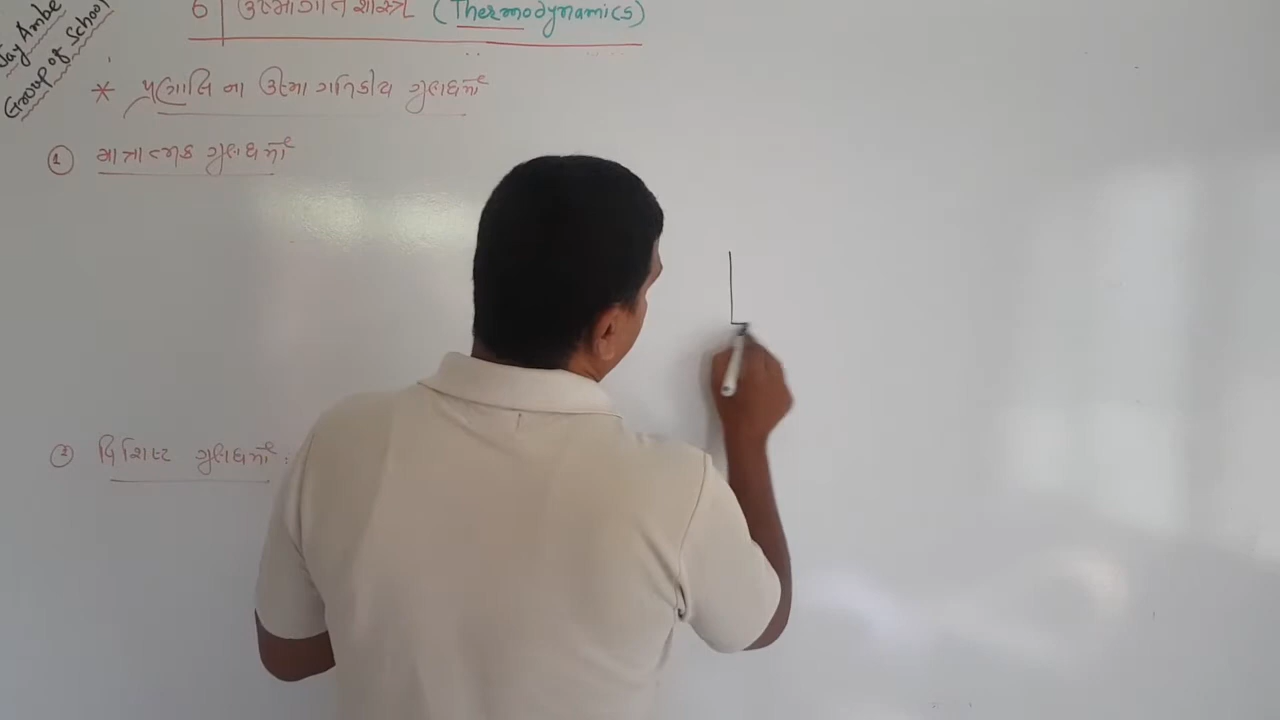 Jay Ambe
Group of School
6 ઉષ્માગતિશાસ્ત્ર (Thermodynamics)
* પ્રણાલિ ના ઉષ્માગતિકીય ગુણધર્મો
① માત્રાત્મક ગુણધર્મો
② વિશિષ્ટ ગુણધર્મો :